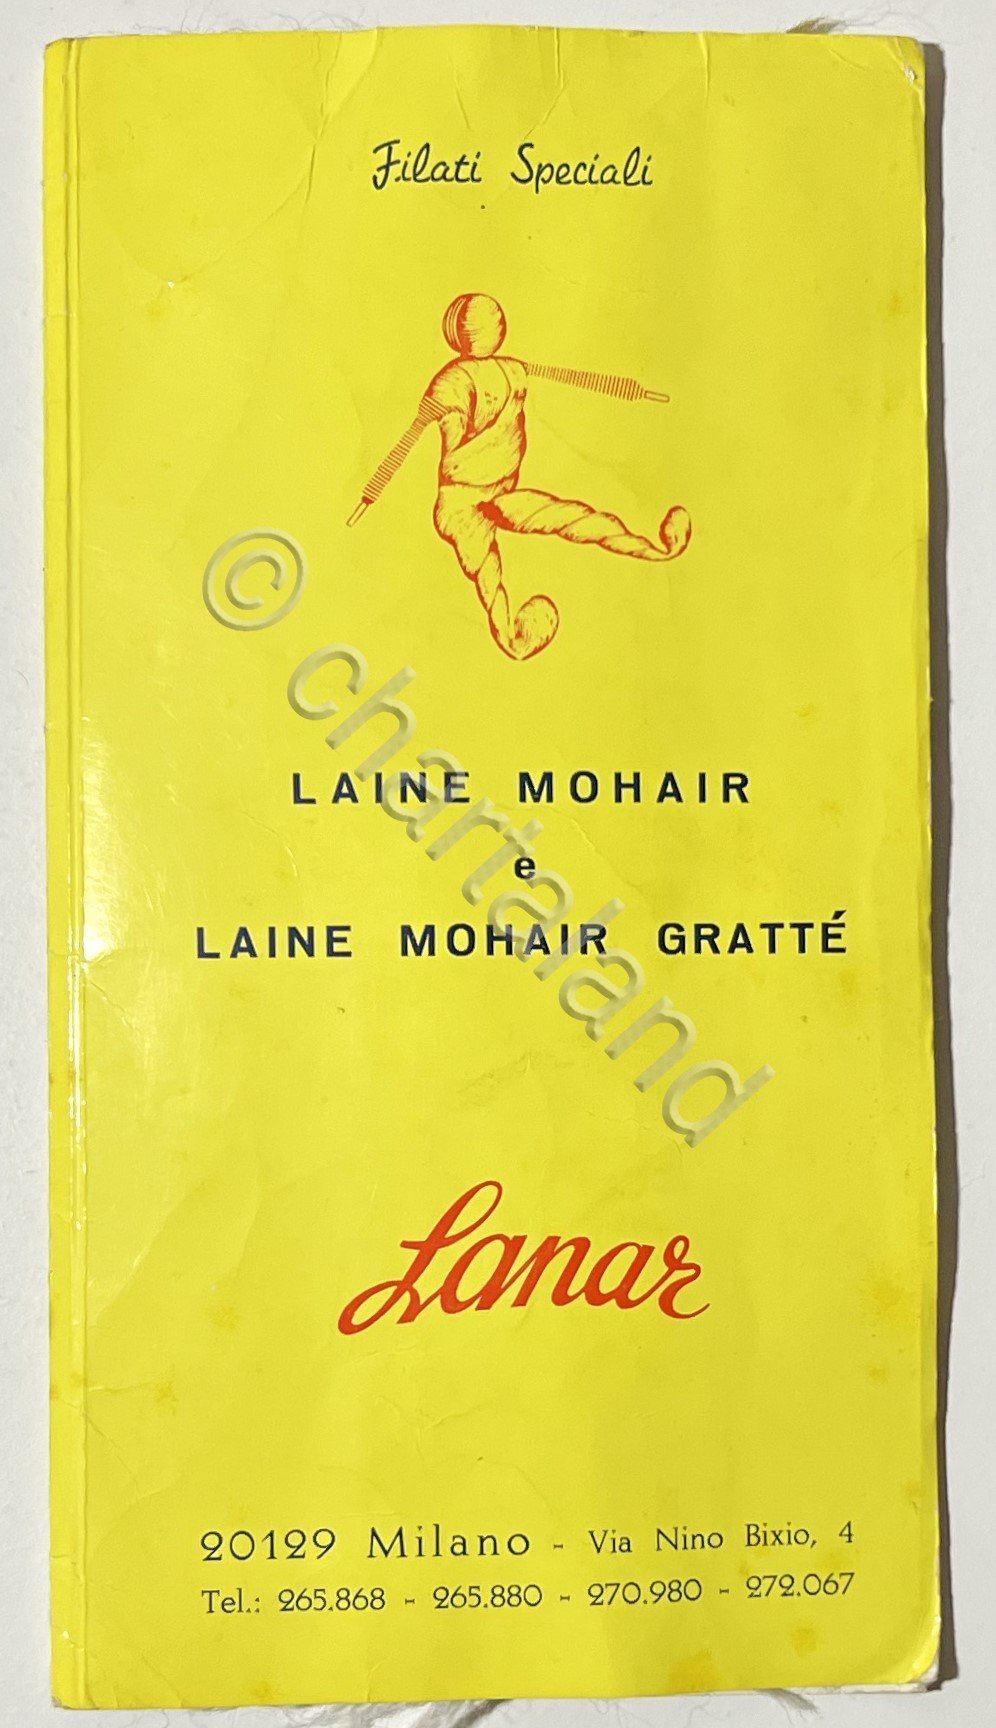 Filati Speciali
© chartaland
LAINE MOHAIR
e
LAINE MOHAIR GRATTÉ
Lanar
20129 Milano - Via Nino Bixio, 4
Tel.: 265.868 - 265.880 - 270.980 - 272.067